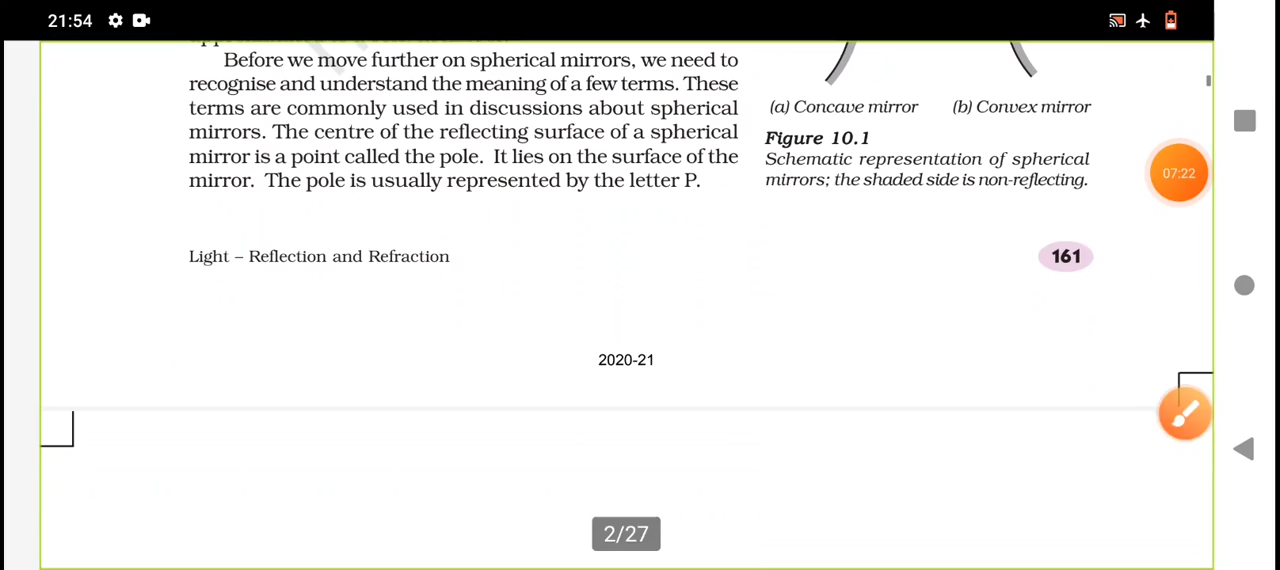 21:54
Before we move further on spherical mirrors, we need to
recognise and understand the meaning of a few terms. These
terms are commonly used in discussions about spherical
mirrors. The centre of the reflecting surface of a spherical
mirror is a point called the pole. It lies on the surface of the
mirror. The pole is usually represented by the letter P.
(a) Concave mirror (b) Convex mirror
Figure 10.1
Schematic representation of spherical
mirrors; the shaded side is non-reflecting.
07:22
Light – Reflection and Refraction
161
2020-21
2/27